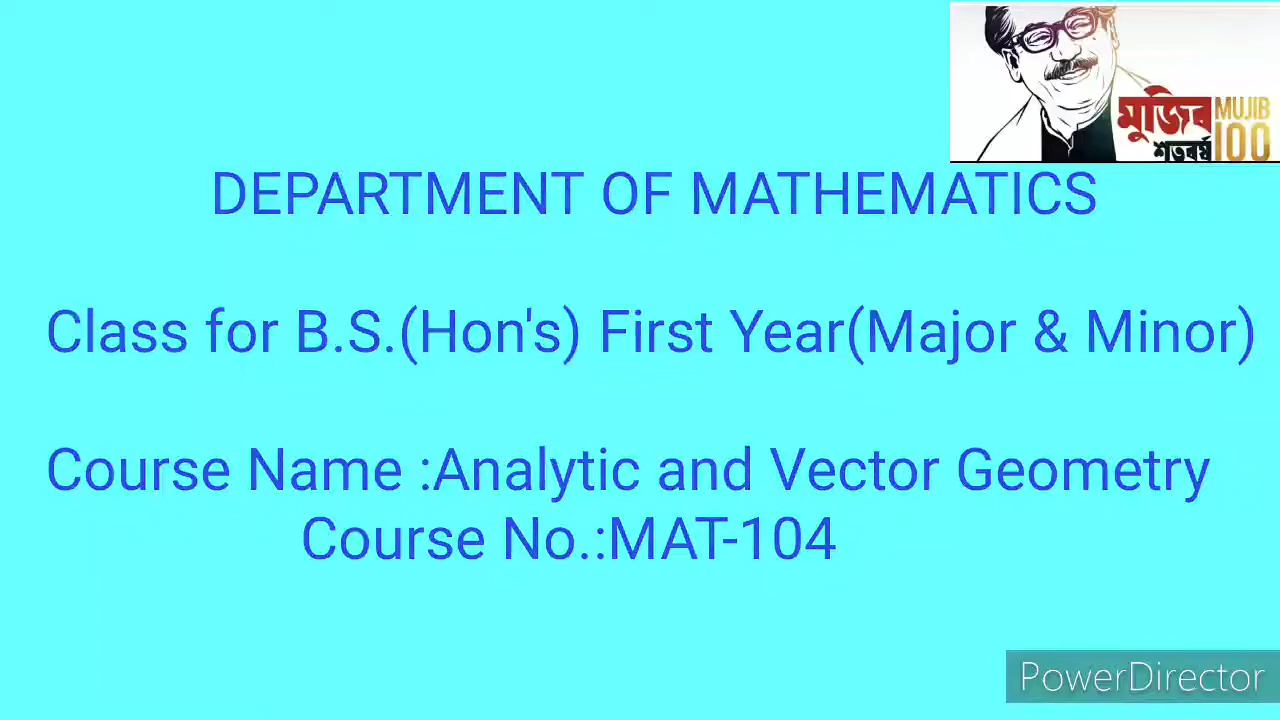 মুজিব MUJIB
শতবর্ষ 100
DEPARTMENT OF MATHEMATICS
Class for B.S.(Hon's) First Year(Major & Minor)
Course Name :Analytic and Vector Geometry
Course No.:MAT-104
PowerDirector